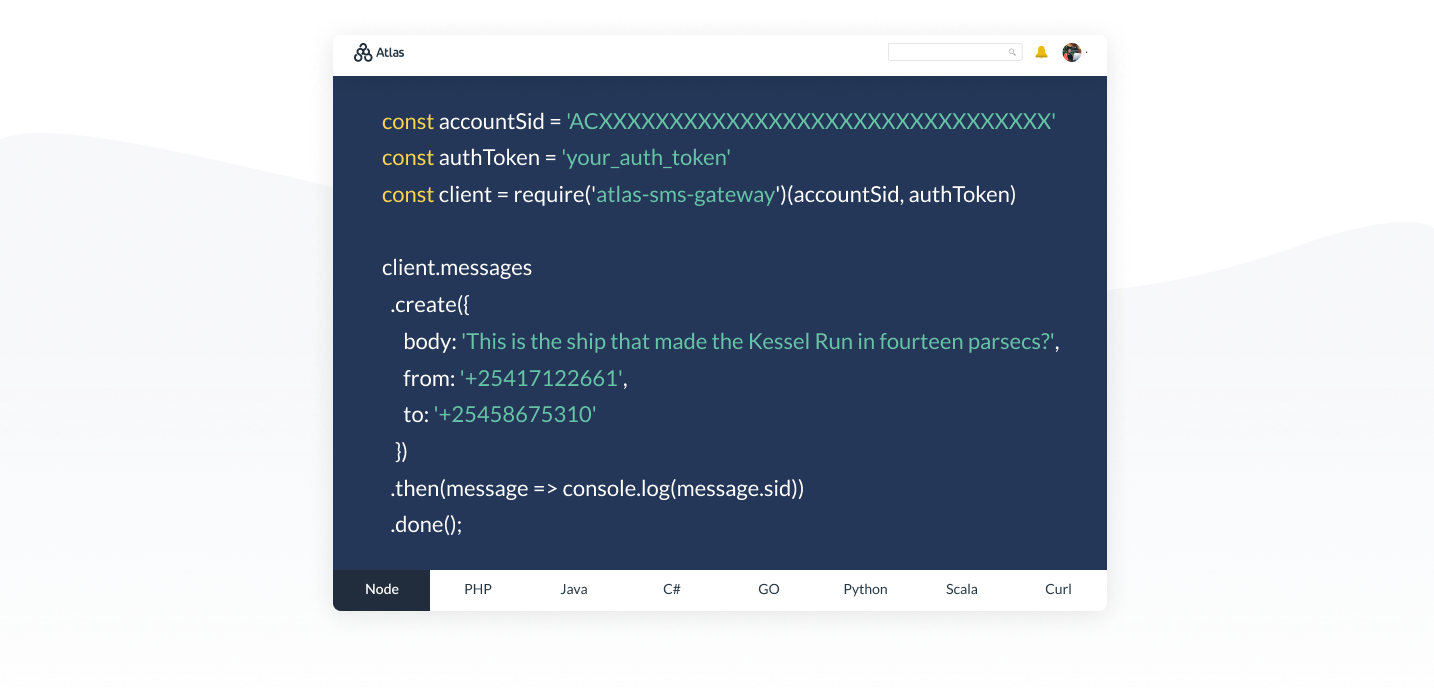 Atlas
const accountSid = 'ACXXXXXXXXXXXXXXXXXXXXXXXXXXXXXXXX'
const authToken = 'your_auth_token'
const client = require('atlas-sms-gateway')(accountSid, authToken)
client.messages
.create({
body: 'This is the ship that made the Kessel Run in fourteen parsecs?',
from: '+25417122661',
to: '+25458675310'
})
.then(message => console.log(message.sid))
.done();
Node PHP Java C# GO Python Scala Curl